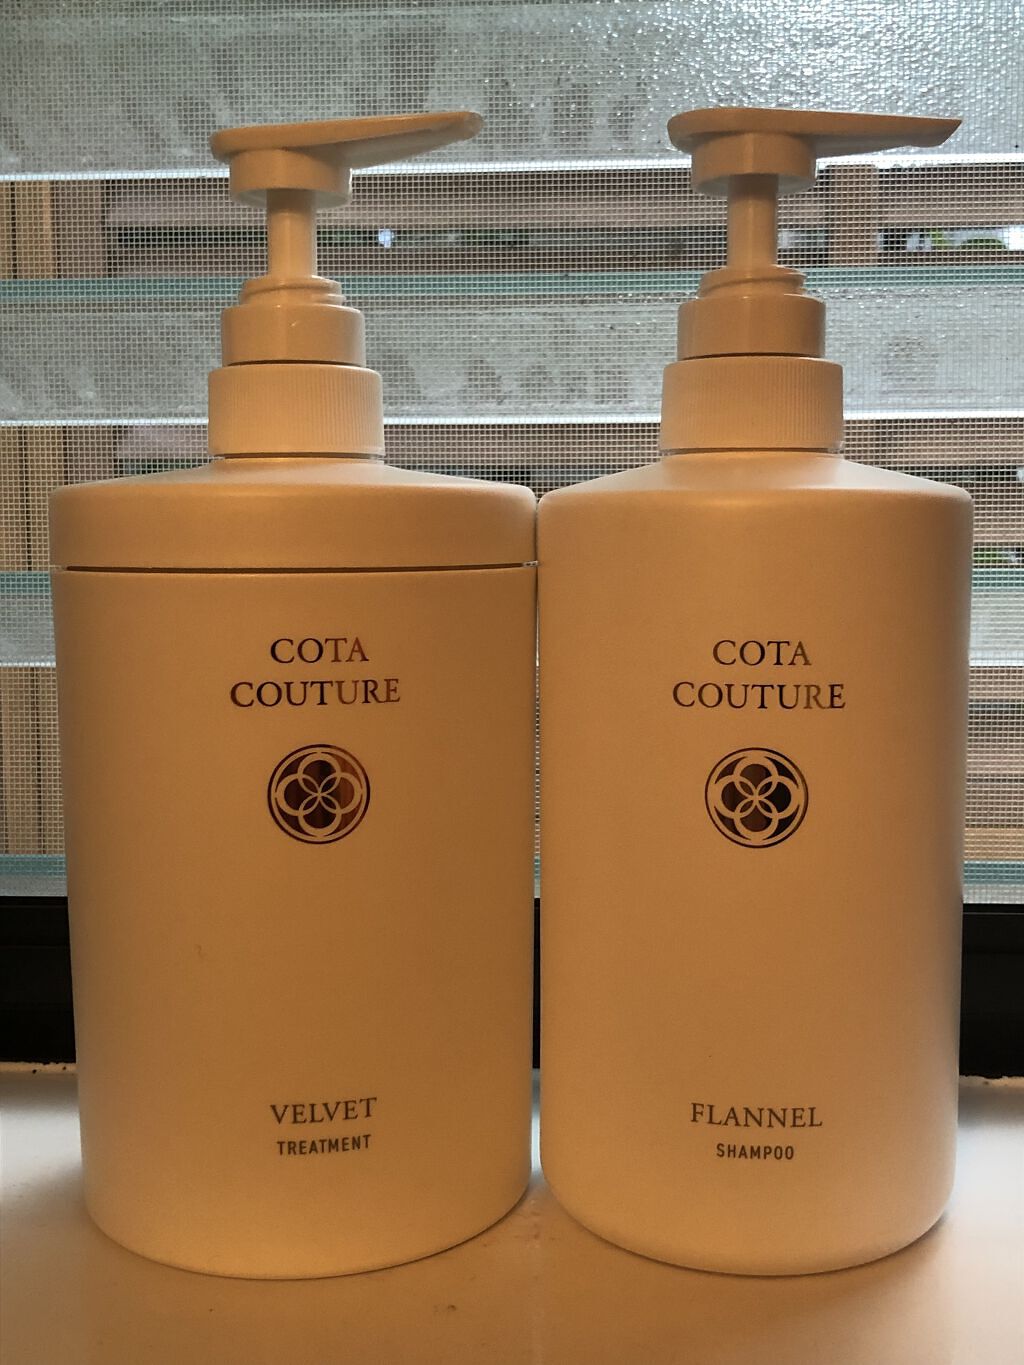 COTA
COUTURE
VELVET
TREATMENT
COTA
COUTURE
FLANNEL
SHAMPOO